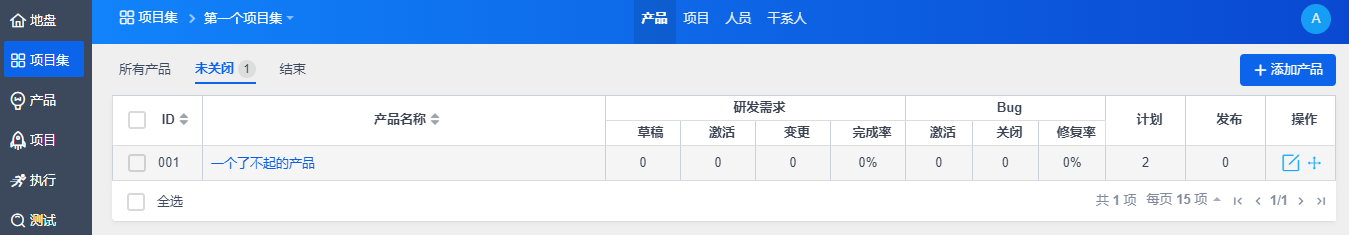 地盘
项目集
产品
项目
执行
测试
项目集 第一个项目集
产品 项目 人员 干系人
A
所有产品 未关闭 1 结束
添加产品
ID 产品名称 研发需求 Bug 计划 发布 操作
草稿 激活 变更 完成率 激活 关闭 修复率
001 一个了不起的产品 0 0 0 0% 0 0 0% 2 0
全选
共 1 项 每页 15 项 1/1